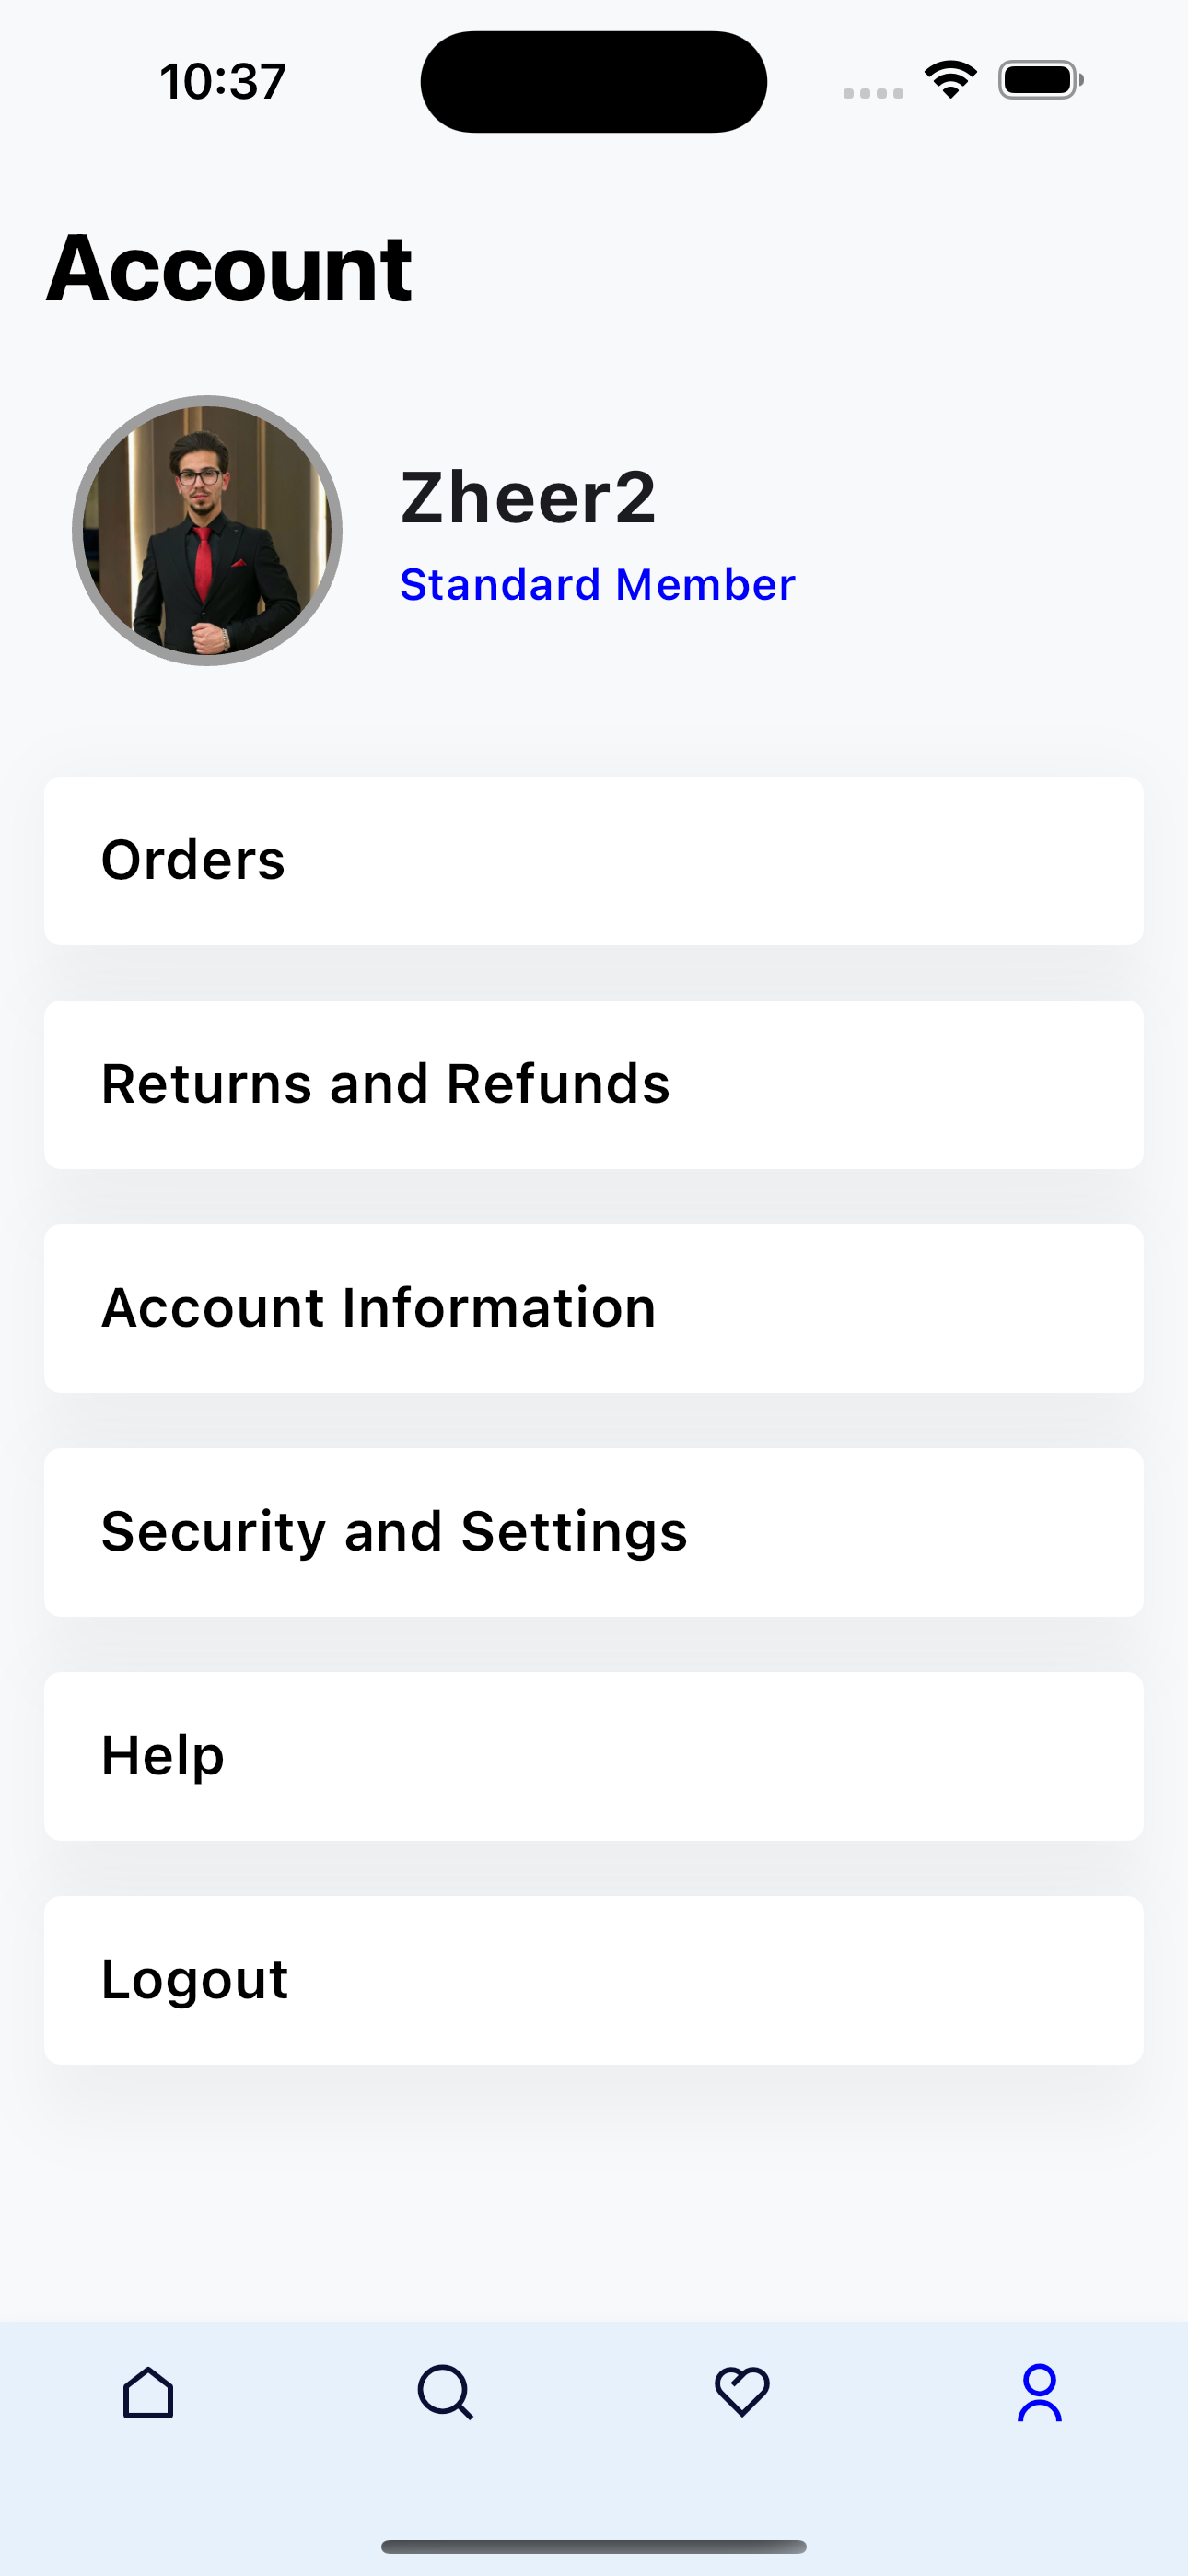 10:37
Account
Zheer2
Standard Member
Orders
Returns and Refunds
Account Information
Security and Settings
Help
Logout